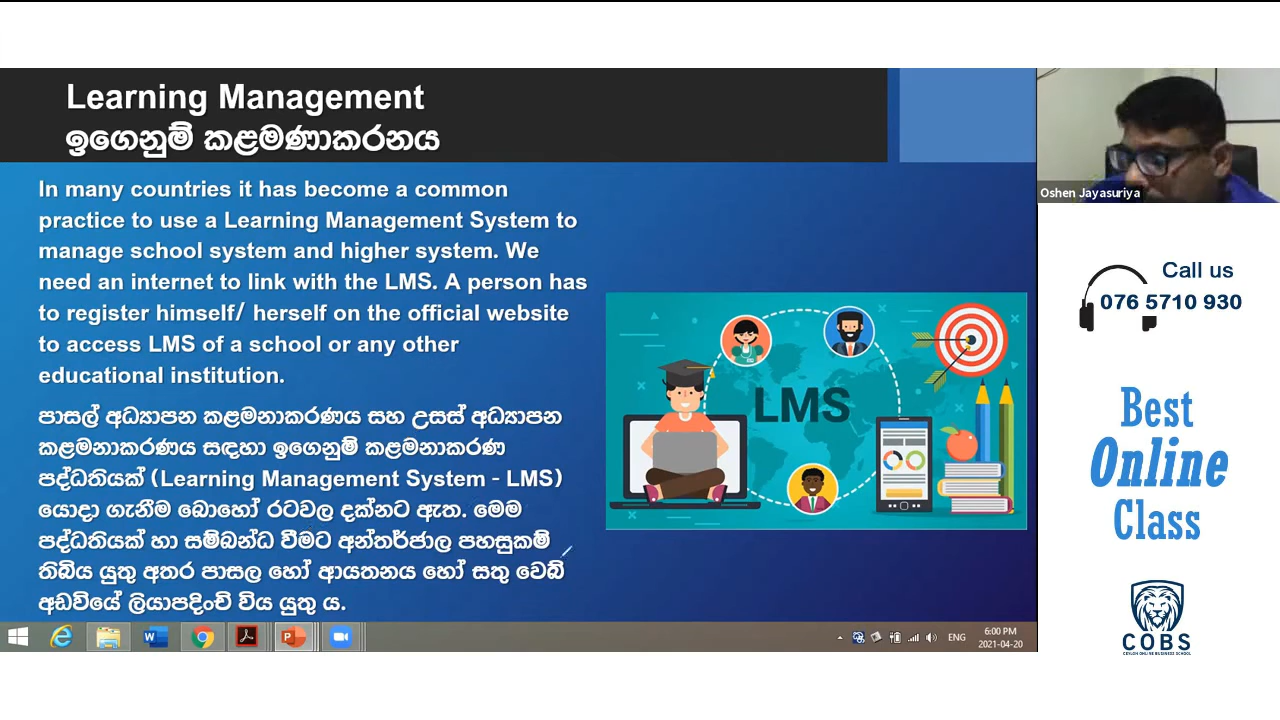 Learning Management
ඉගෙනුම් කළමණාකරනය
In many countries it has become a common
practice to use a Learning Management System to
manage school system and higher system. We
need an internet to link with the LMS. A person has
to register himself/ herself on the official website
to access LMS of a school or any other
educational institution.
පාසල් අධ්‍යාපන කළමනාකරණය සහ උසස් අධ්‍යාපන
කළමනාකරණය සඳහා ඉගෙනුම් කළමනාකරණ
පද්ධතියක් (Learning Management System - LMS)
යොදා ගැනීම බොහෝ රටවල දක්නට ඇත. මෙම
පද්ධතියක් හා සම්බන්ධ වීමට අන්තර්ජාල පහසුකම්
තිබිය යුතු අතර පාසල හෝ ආයතනය හෝ සතු වෙබ්
අඩවියේ ලියාපදිංචි විය යුතු ය.
LMS
Oshen Jayasuriya
Call us
076 5710 930
Best
Online
Class
COBS
CEYLON ONLINE BUSINESS SCHOOL
ENG
6:00 PM
2021-04-20